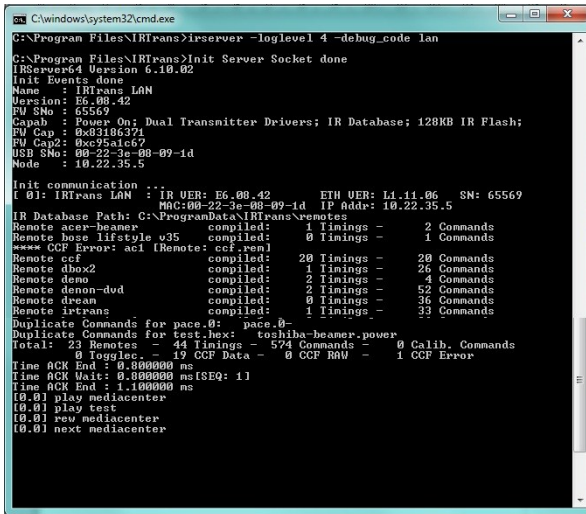 C:\windows\system32\cmd.exe
C:\Program Files\IRTrans>irserver -loglevel 4 -debug_code lan
C:\Program Files\IRTrans>Init Server Socket done
IRServer64 Version 6.10.02
Init Events done
Name : IRTrans LAN
Version: E6.08.42
FW SNo : 65569
Capab : Power On; Dual Transmitter Drivers; IR Database; 128KB IR Flash;
FW Cap : 0x83186371
FW Cap2: 0xc95a1c67
USB SNo: 00-22-3e-08-09-1d
Node : 10.22.35.5
Init communication ...
[ 0]: IRTrans LAN : IR VER: E6.08.42 ETH VER: L1.11.06 SN: 65569
MAC:00-22-3e-08-09-1d IP Addr: 10.22.35.5
IR Database Path: C:\ProgramData\IRTrans\remotes
Remote acer-beamer compiled: 1 Timings - 2 Commands
Remote bose lifstyle v35 compiled: 0 Timings - 1 Commands
**** CCF Error: ac1 [Remote: ccf.rem]
Remote ccf compiled: 20 Timings - 20 Commands
Remote dbox2 compiled: 1 Timings - 26 Commands
Remote demo compiled: 2 Timings - 4 Commands
Remote denon-dvd compiled: 2 Timings - 52 Commands
Remote dream compiled: 0 Timings - 36 Commands
Remote irtrans compiled: 1 Timings - 33 Commands
Duplicate Commands for pace.0: pace.0-
Duplicate Commands for test.hex: toshiba-beamer.power
Total: 23 Remotes - 44 Timings - 574 Commands - 0 Calib. Commands
0 Togglec. - 19 CCF Data - 0 CCF RAW - 1 CCF Error
Time ACK End : 0.800000 ms
Time ACK Wait: 0.800000 ms[SEQ: 1]
Time ACK End : 1.100000 ms
[0.0] play mediacenter
[0.0] play test
[0.0] rew mediacenter
[0.0] next mediacenter